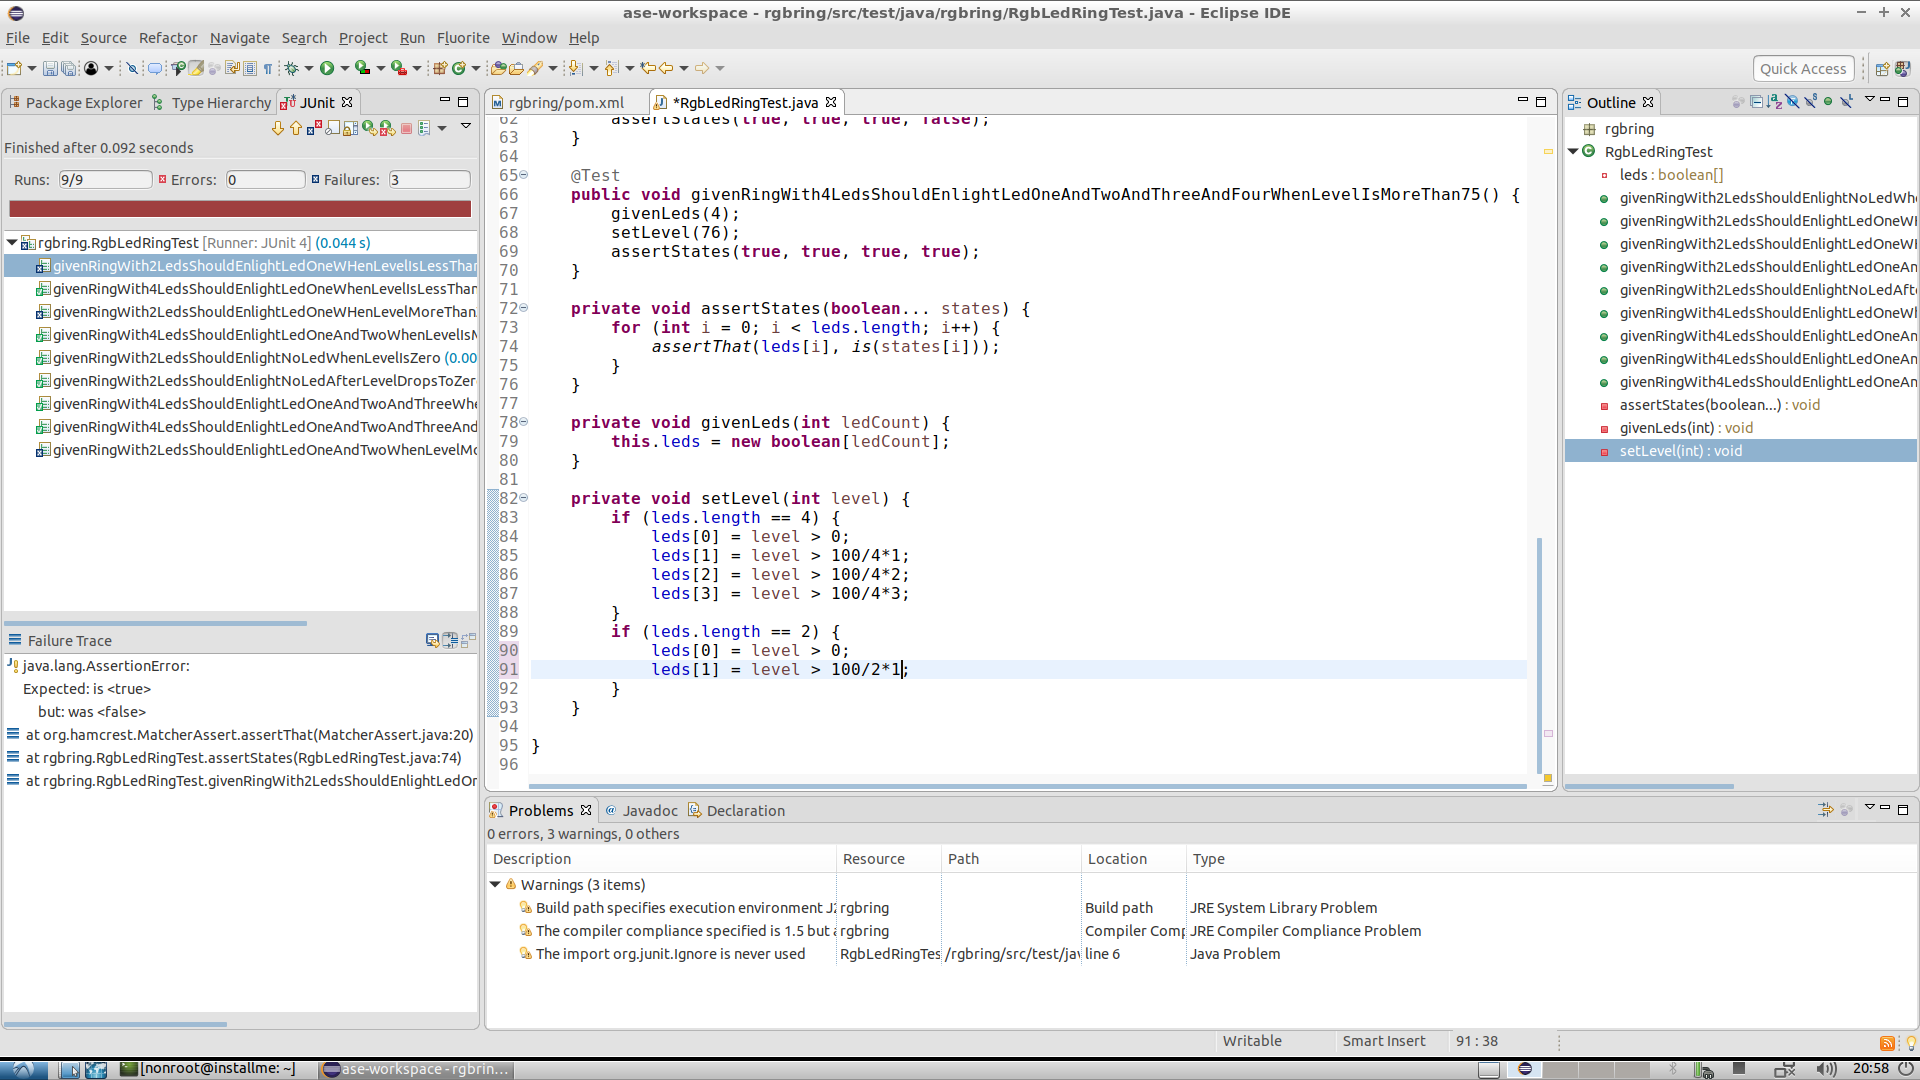 ase-workspace - rgbring/src/test/java/rgbring/RgbLedRingTest.java - Eclipse IDE
File Edit Source Refactor Navigate Search Project Run Fluorite Window Help
Quick Access
Package Explorer Type Hierarchy JUnit
Finished after 0.092 seconds
Runs: 9/9 Errors: 0 Failures: 3
rgbring.RgbLedRingTest [Runner: JUnit 4] (0.044 s)
givenRingWith2LedsShouldEnlightLedOneWHenLevelIsLessThan
givenRingWith4LedsShouldEnlightLedOneWhenLevelIsLessThan
givenRingWith2LedsShouldEnlightLedOneWHenLevelMoreThan
givenRingWith4LedsShouldEnlightLedOneAndTwoWhenLevelIsM
givenRingWith2LedsShouldEnlightNoLedWhenLevelIsZero (0.00
givenRingWith2LedsShouldEnlightNoLedAfterLevelDropsToZero
givenRingWith4LedsShouldEnlightLedOneAndTwoAndThreeWhe
givenRingWith4LedsShouldEnlightLedOneAndTwoAndThreeAnd
givenRingWith2LedsShouldEnlightLedOneAndTwoWhenLevelMo
Failure Trace
java.lang.AssertionError:
Expected: is <true>
but: was <false>
at org.hamcrest.MatcherAssert.assertThat(MatcherAssert.java:20)
at rgbring.RgbLedRingTest.assertStates(RgbLedRingTest.java:74)
at rgbring.RgbLedRingTest.givenRingWith2LedsShouldEnlightLedOn
rgbring/pom.xml *RgbLedRingTest.java
62 assertStates(true, true, true, false);
63 }
64
65 @Test
66 public void givenRingWith4LedsShouldEnlightLedOneAndTwoAndThreeAndFourWhenLevelIsMoreThan75() {
67 givenLeds(4);
68 setLevel(76);
69 assertStates(true, true, true, true);
70 }
71
72 private void assertStates(boolean... states) {
73 for (int i = 0; i < leds.length; i++) {
74 assertThat(leds[i], is(states[i]));
75 }
76 }
77
78 private void givenLeds(int ledCount) {
79 this.leds = new boolean[ledCount];
80 }
81
82 private void setLevel(int level) {
83 if (leds.length == 4) {
84 leds[0] = level > 0;
85 leds[1] = level > 100/4*1;
86 leds[2] = level > 100/4*2;
87 leds[3] = level > 100/4*3;
88 }
89 if (leds.length == 2) {
90 leds[0] = level > 0;
91 leds[1] = level > 100/2*1;
92 }
93 }
94
95 }
96
Outline
rgbring
RgbLedRingTest
leds : boolean[]
givenRingWith2LedsShouldEnlightNoLedWhe
givenRingWith2LedsShouldEnlightLedOneWH
givenRingWith2LedsShouldEnlightLedOneWH
givenRingWith2LedsShouldEnlightLedOneAn
givenRingWith2LedsShouldEnlightNoLedAfte
givenRingWith4LedsShouldEnlightLedOneWh
givenRingWith4LedsShouldEnlightLedOneAn
givenRingWith4LedsShouldEnlightLedOneAn
givenRingWith4LedsShouldEnlightLedOneAn
assertStates(boolean...) : void
givenLeds(int) : void
setLevel(int) : void
Problems Javadoc Declaration
0 errors, 3 warnings, 0 others
Description Resource Path Location Type
Warnings (3 items)
Build path specifies execution environment J2 rgbring Build path JRE System Library Problem
The compiler compliance specified is 1.5 but a rgbring Compiler Comp JRE Compiler Compliance Problem
The import org.junit.Ignore is never used RgbLedRingTes /rgbring/src/test/jav line 6 Java Problem
Writable Smart Insert 91 : 38
[nonroot@installme: ~] ase-workspace - rgbrin... 20:58